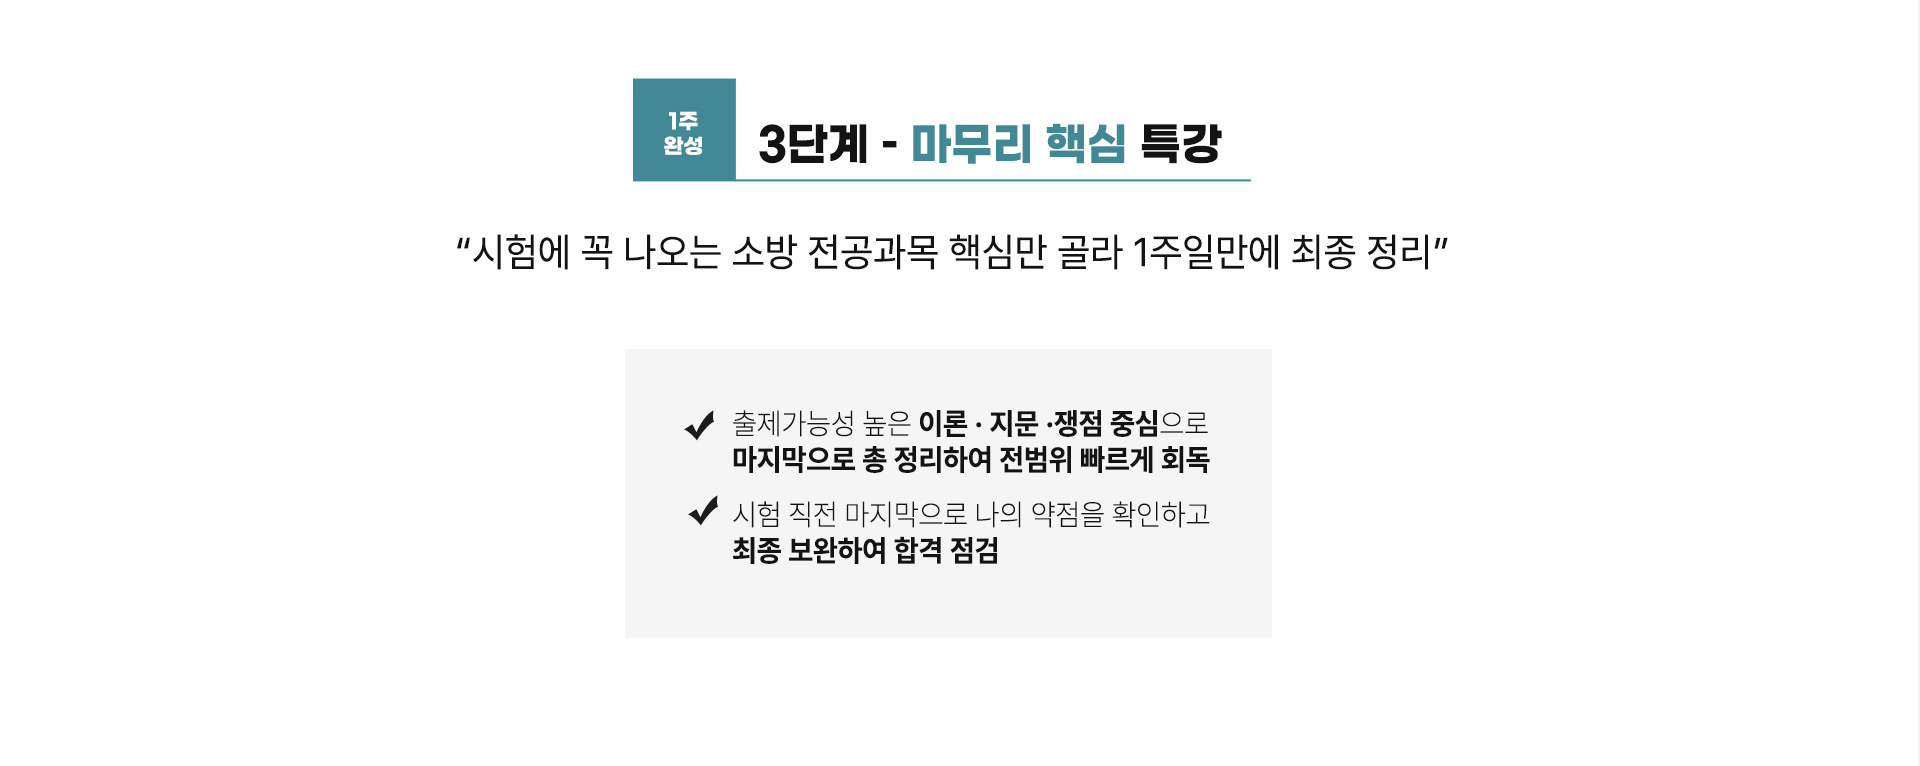 1주
완성
3단계 - 마무리 핵심 특강
“시험에 꼭 나오는 소방 전공과목 핵심만 골라 1주일만에 최종 정리”
출제가능성 높은 이론 · 지문 ·쟁점 중심으로
마지막으로 총 정리하여 전범위 빠르게 회독
시험 직전 마지막으로 나의 약점을 확인하고
최종 보완하여 합격 점검